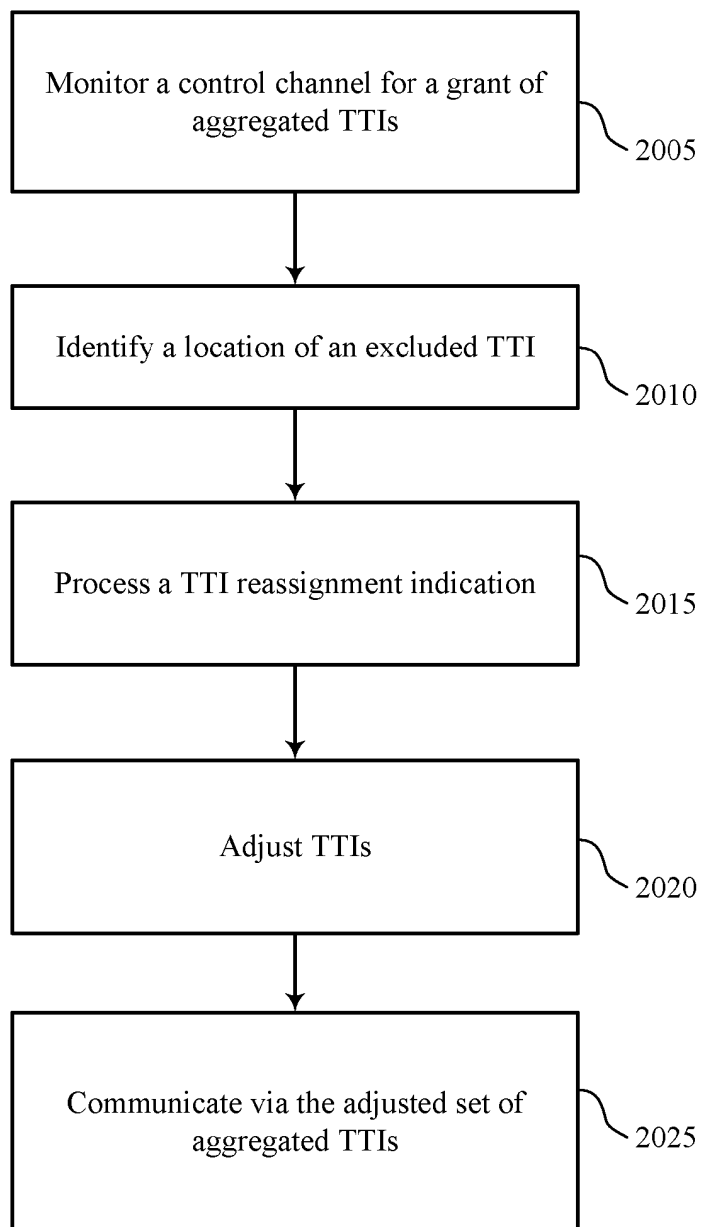 Monitor a control channel for a grant of
aggregated TTIs
2005
Identify a location of an excluded TTI
2010
Process a TTI reassignment indication
2015
Adjust TTIs
2020
Communicate via the adjusted set of
aggregated TTIs
2025